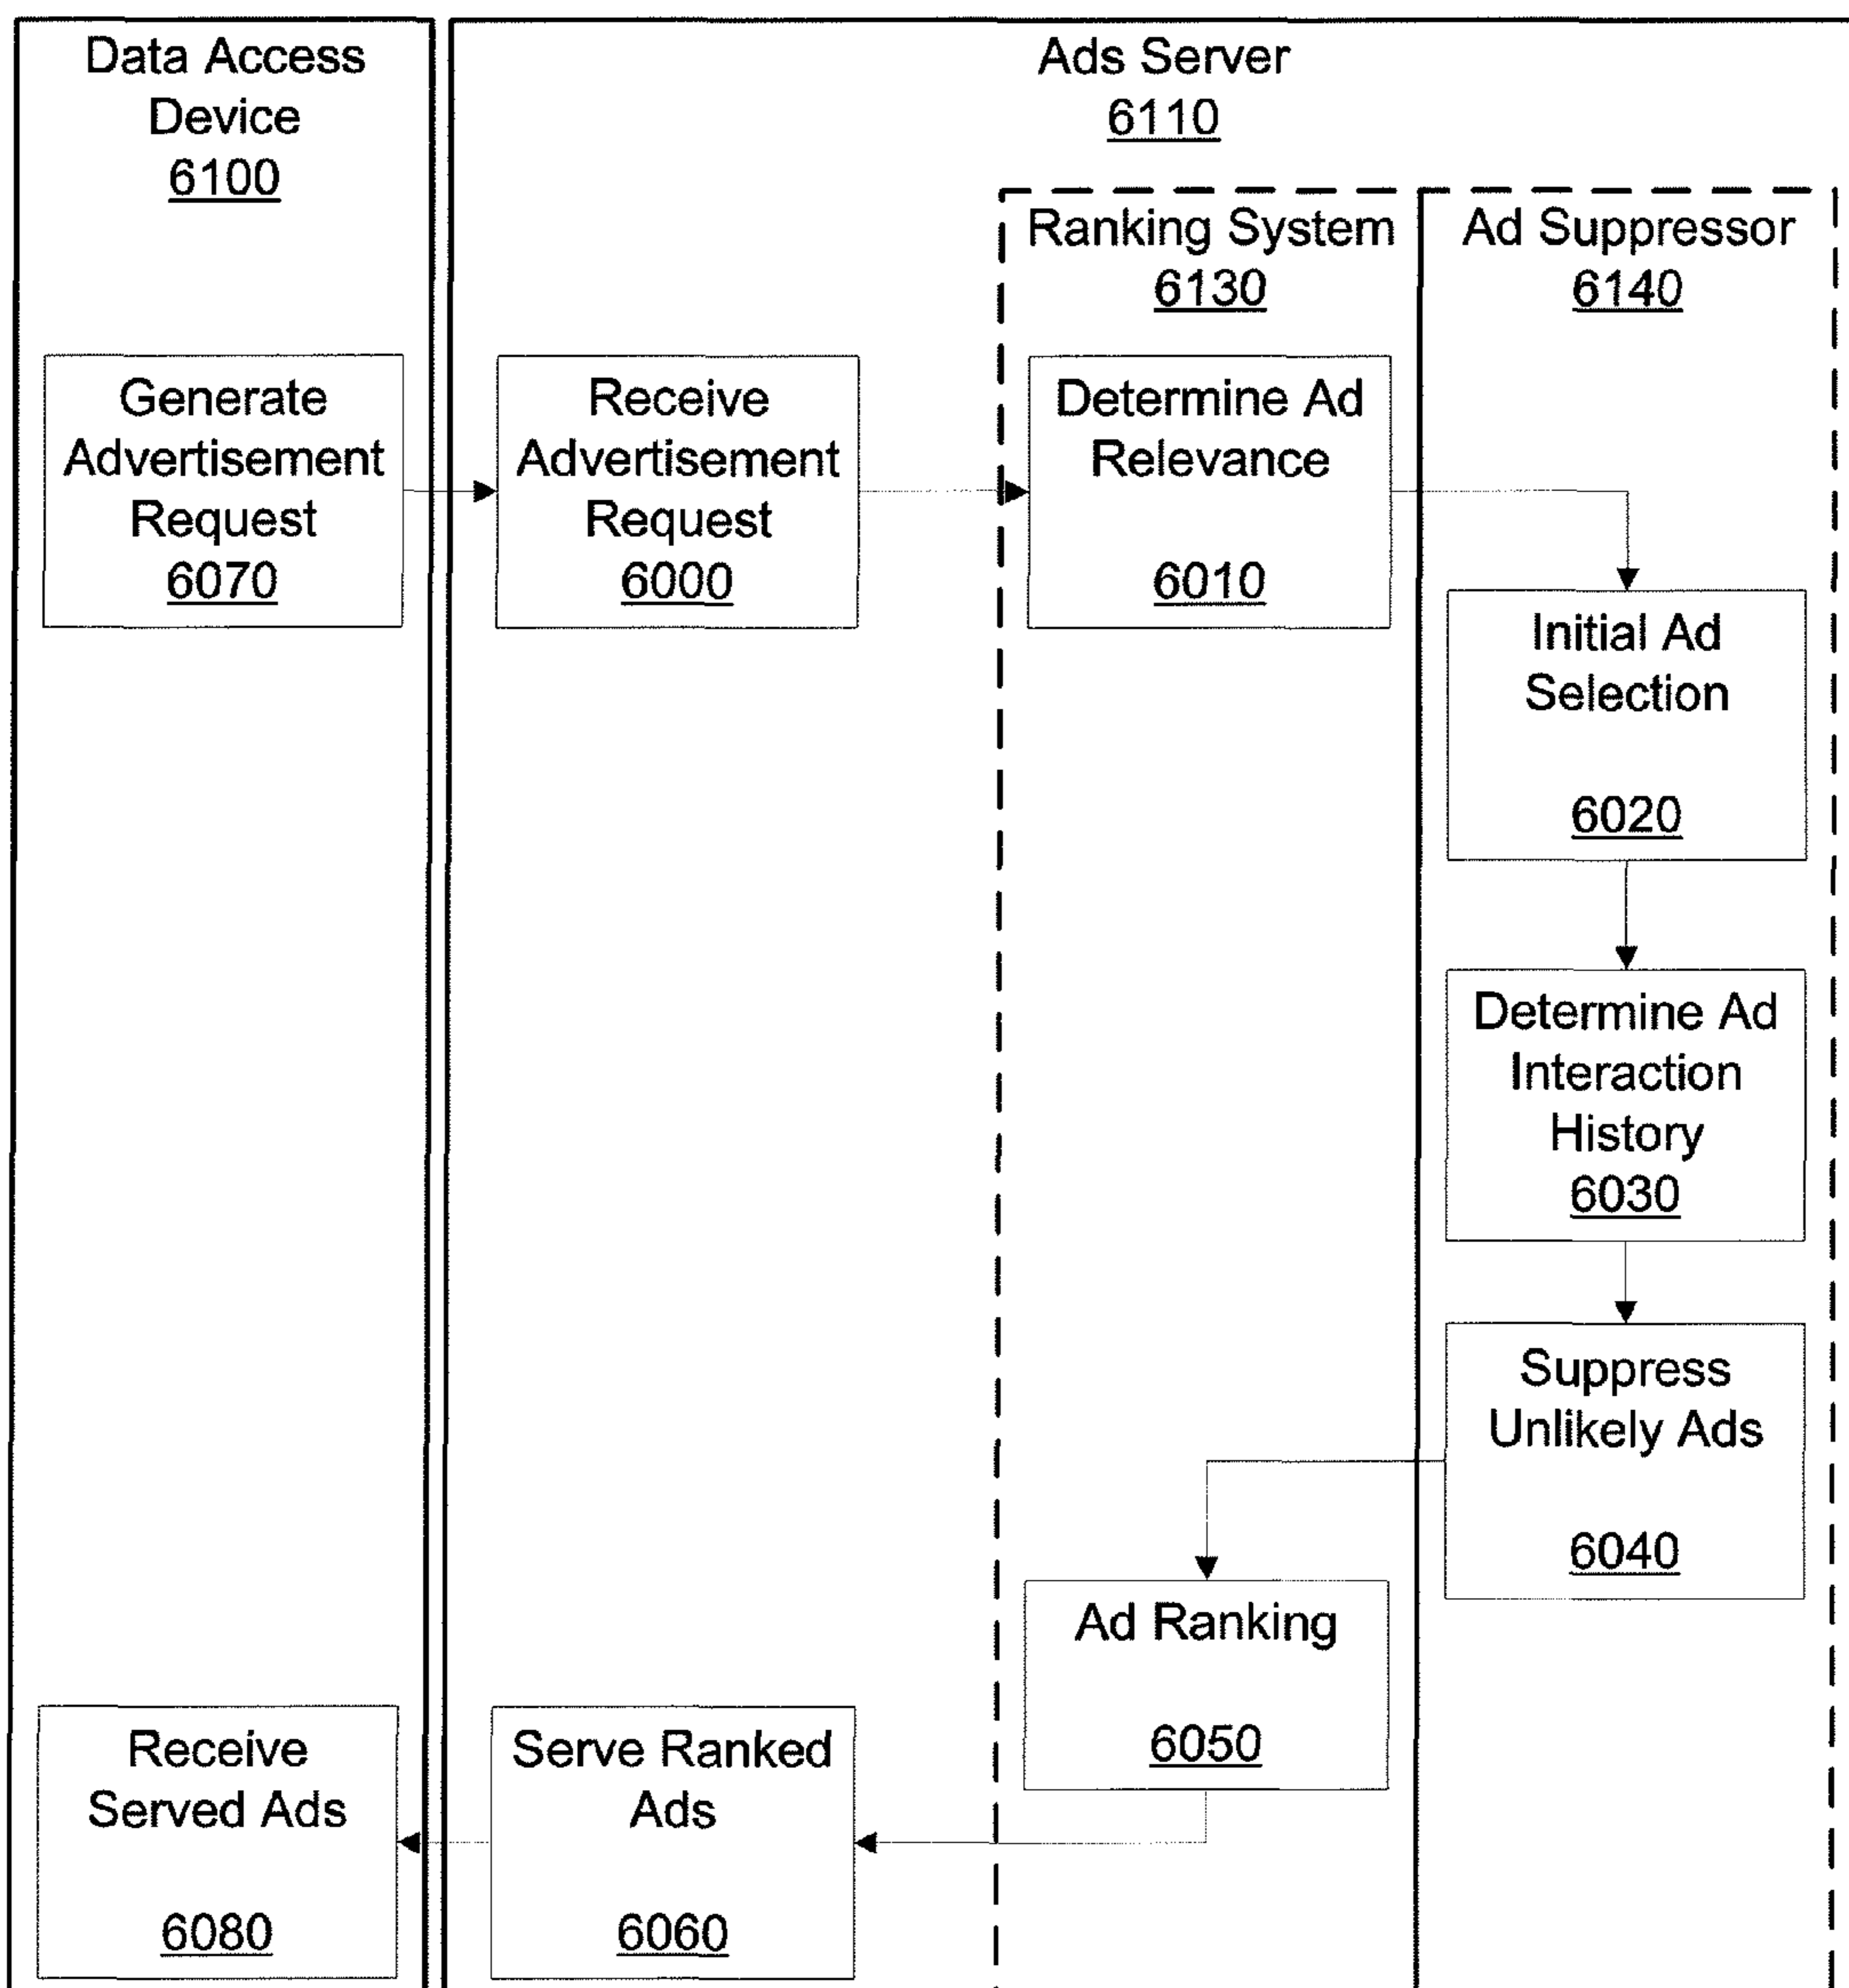 Data Access
Device
6100
Ads Server
6110
Ranking System
6130
Ad Suppressor
6140
Generate
Advertisement
Request
6070
Receive
Advertisement
Request
6000
Determine Ad
Relevance
6010
Initial Ad
Selection
6020
Determine Ad
Interaction
History
6030
Suppress
Unlikely Ads
6040
Ad Ranking
6050
Serve Ranked
Ads
6060
Receive
Served Ads
6080